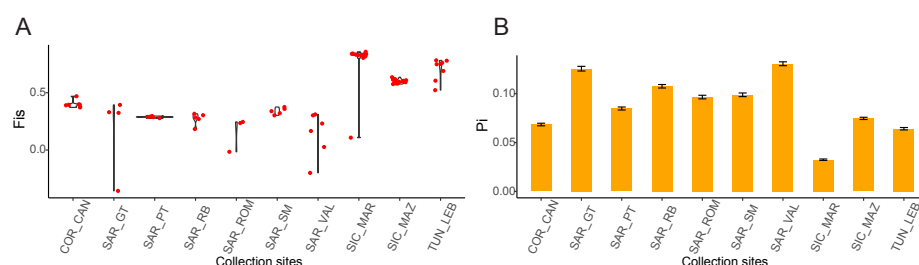 A
Fis
0.5
0.0
COR_CAN
SAR_GT
SAR_PT
SAR_RB
SAR_ROM
SAR_SM
SAR_VAL
SIC_MAR
SIC_MAZ
TUN_LEB
Collection sites
B
Pi
0.10
0.05
0.00
COR_CAN
SAR_GT
SAR_PT
SAR_RB
SAR_ROM
SAR_SM
SAR_VAL
SIC_MAR
SIC_MAZ
TUN_LEB
Collection sites